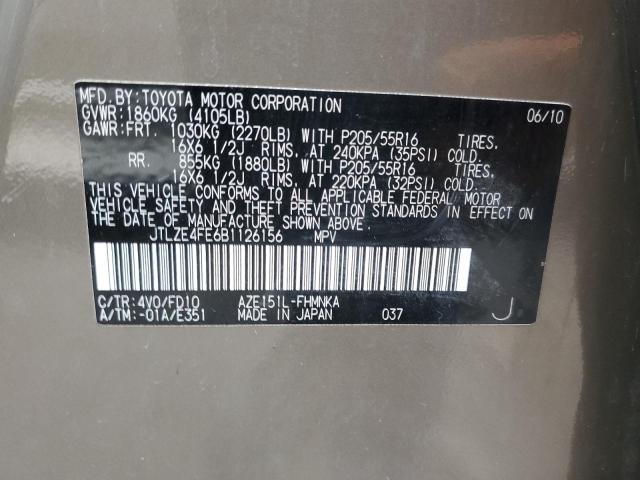 MFD.BY:TOYOTA MOTOR CORPORATION 06/10
GVWR:1860KG (4105LB)
GAWR:FRT. 1030KG (2270LB) WITH P205/55R16 TIRES,
16X6 1/2J RIMS, AT 240KPA (35PSI) COLD.
RR. 855KG (1880LB) WITH P205/55R16 TIRES,
16X6 1/2J RIMS, AT 220KPA (32PSI) COLD.
THIS VEHICLE CONFORMS TO ALL APPLICABLE FEDERAL MOTOR
VEHICLE SAFETY AND THEFT PREVENTION STANDARDS IN EFFECT ON
THE DATE OF MANUFACTURE SHOWN ABOVE.
JTLZE4FE6B1126156 MPV
C/TR:4V0/FD10 AZE151L-FHMNKA
A/TM:-01A/E351 MADE IN JAPAN 037 J